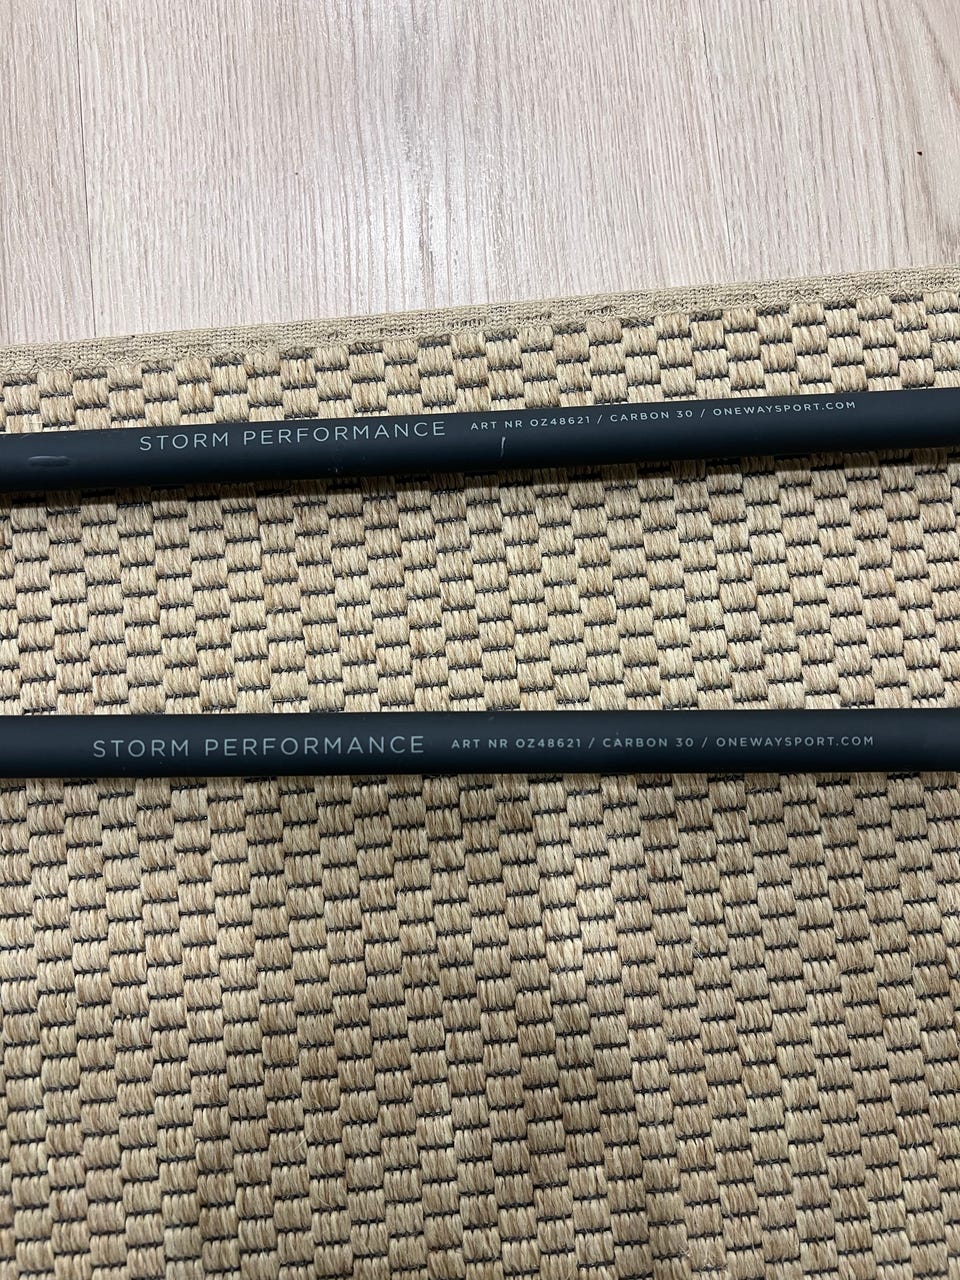 STORM PERFORMANCE ART NR OZ48621 / CARBON 30 / ONEWAYSPORT.COM
STORM PERFORMANCE ART NR OZ48621 / CARBON 30 / ONEWAYSPORT.COM